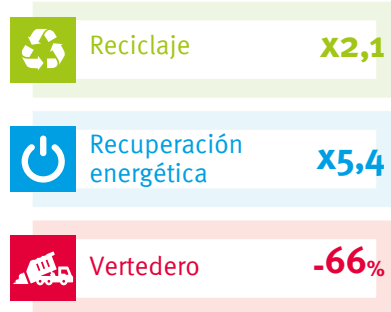 Reciclaje x2,1
Recuperación
energética x5,4
Vertedero -66%